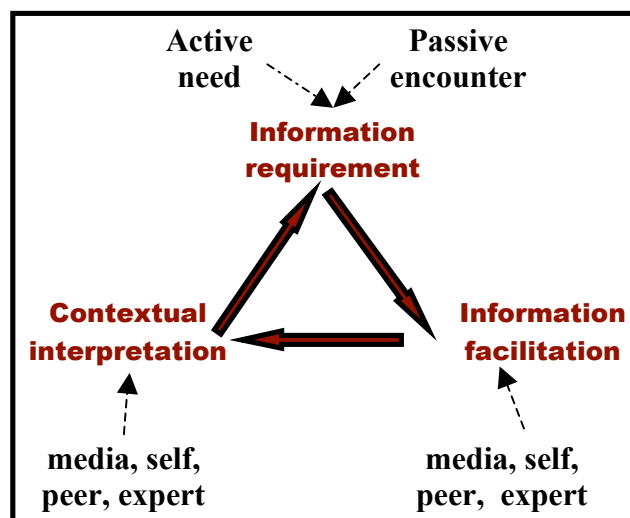 Active
need
Passive
encounter
Information
requirement
Contextual
interpretation
Information
facilitation
media, self,
peer, expert
media, self,
peer, expert